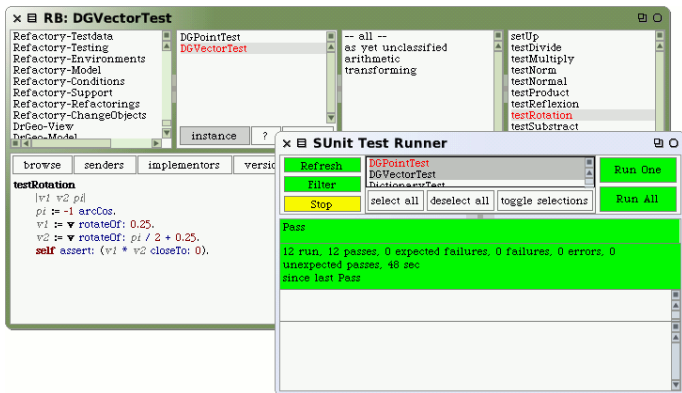 RB: DGVectorTest
Refactory-Testdata
Refactory-Testing
Refactory-Environments
Refactory-Model
Refactory-Conditions
Refactory-Support
Refactory-Refactorings
Refactory-ChangeObjects
DrGeo-View
DrGeo-Model
DGPointTest
DGVectorTest
instance ?
-- all --
as yet unclassified
arithmetic
transforming
setUp
testDivide
testMultiply
testNorm
testNormal
testProduct
testReflexion
testRotation
testSubstract
browse senders implementors versio
testRotation
|v1 v2 pi|
pi := -1 arcCos.
v1 := v rotateOf: 0.25.
v2 := v rotateOf: pi / 2 + 0.25.
self assert: (v1 * v2 closeTo: 0).
SUnit Test Runner
Refresh
Filter
Stop
DGPointTest
DGVectorTest
DictionaryTest
select all deselect all toggle selections
Run One
Run All
Pass
12 run, 12 passes, 0 expected failures, 0 failures, 0 errors, 0
unexpected passes, 48 sec
since last Pass